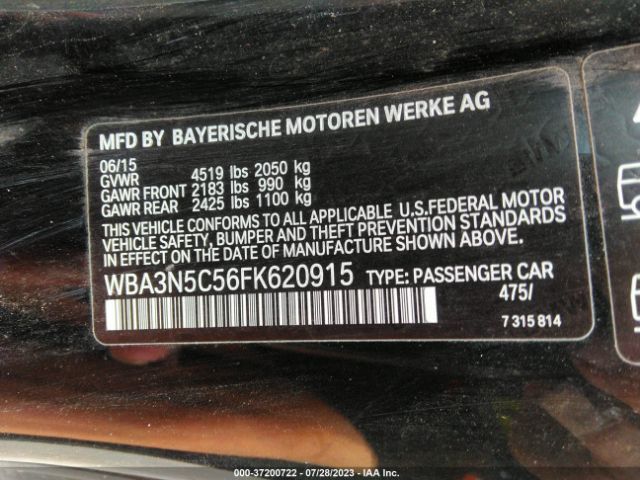 MFD BY BAYERISCHE MOTOREN WERKE AG
06/15
GVWR 4519 lbs 2050 kg
GAWR FRONT 2183 lbs 990 kg
GAWR REAR 2425 lbs 1100 kg
THIS VEHICLE CONFORMS TO ALL APPLICABLE U.S.FEDERAL MOTOR
VEHICLE SAFETY, BUMPER AND THEFT PREVENTION STANDARDS
IN EFFECT ON THE DATE OF MANUFACTURE SHOWN ABOVE.
WBA3N5C56FK620915 TYPE: PASSENGER CAR
475/
7 315 814
000-37200722 - 07/28/2023 - IAA Inc.